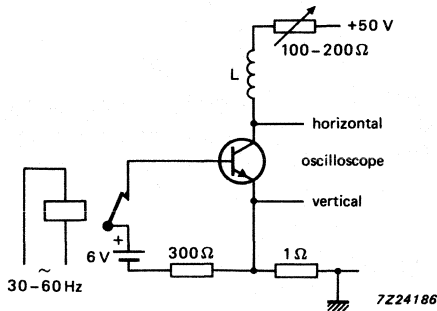 +50 V
100–200Ω
L
horizontal
oscilloscope
vertical
+
6 V
300Ω
1Ω
~
30–60 Hz
7Z24186